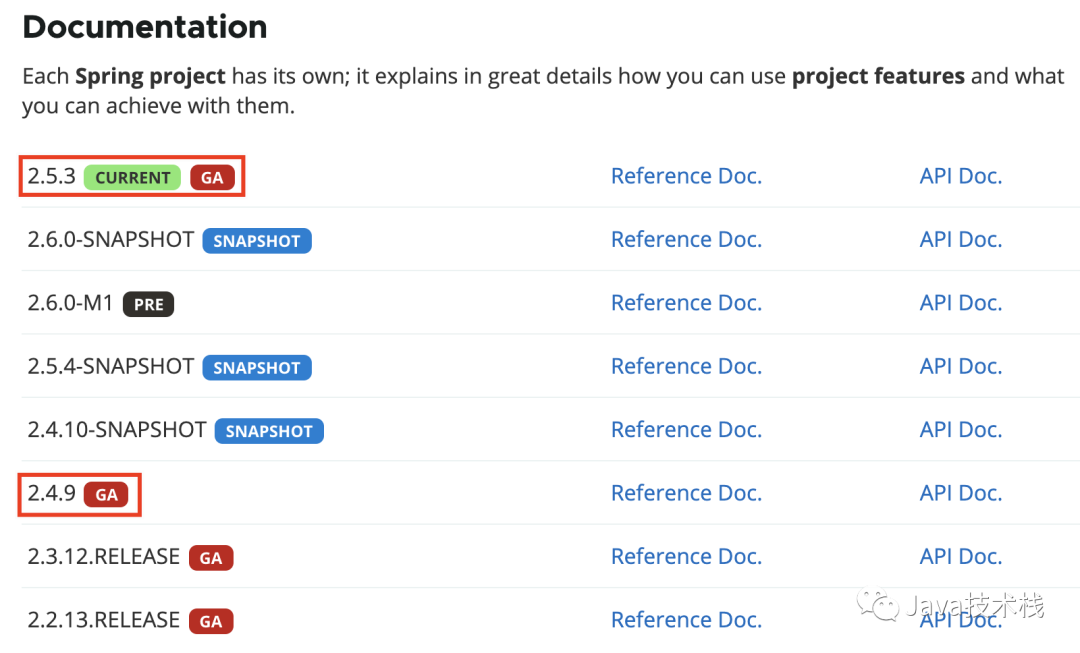 Documentation
Each Spring project has its own; it explains in great details how you can use project features and what
you can achieve with them.
2.5.3 CURRENT GA Reference Doc. API Doc.
2.6.0-SNAPSHOT SNAPSHOT Reference Doc. API Doc.
2.6.0-M1 PRE Reference Doc. API Doc.
2.5.4-SNAPSHOT SNAPSHOT Reference Doc. API Doc.
2.4.10-SNAPSHOT SNAPSHOT Reference Doc. API Doc.
2.4.9 GA Reference Doc. API Doc.
2.3.12.RELEASE GA Reference Doc. API Doc.
2.2.13.RELEASE GA Reference Doc. API Doc.
Java技术栈